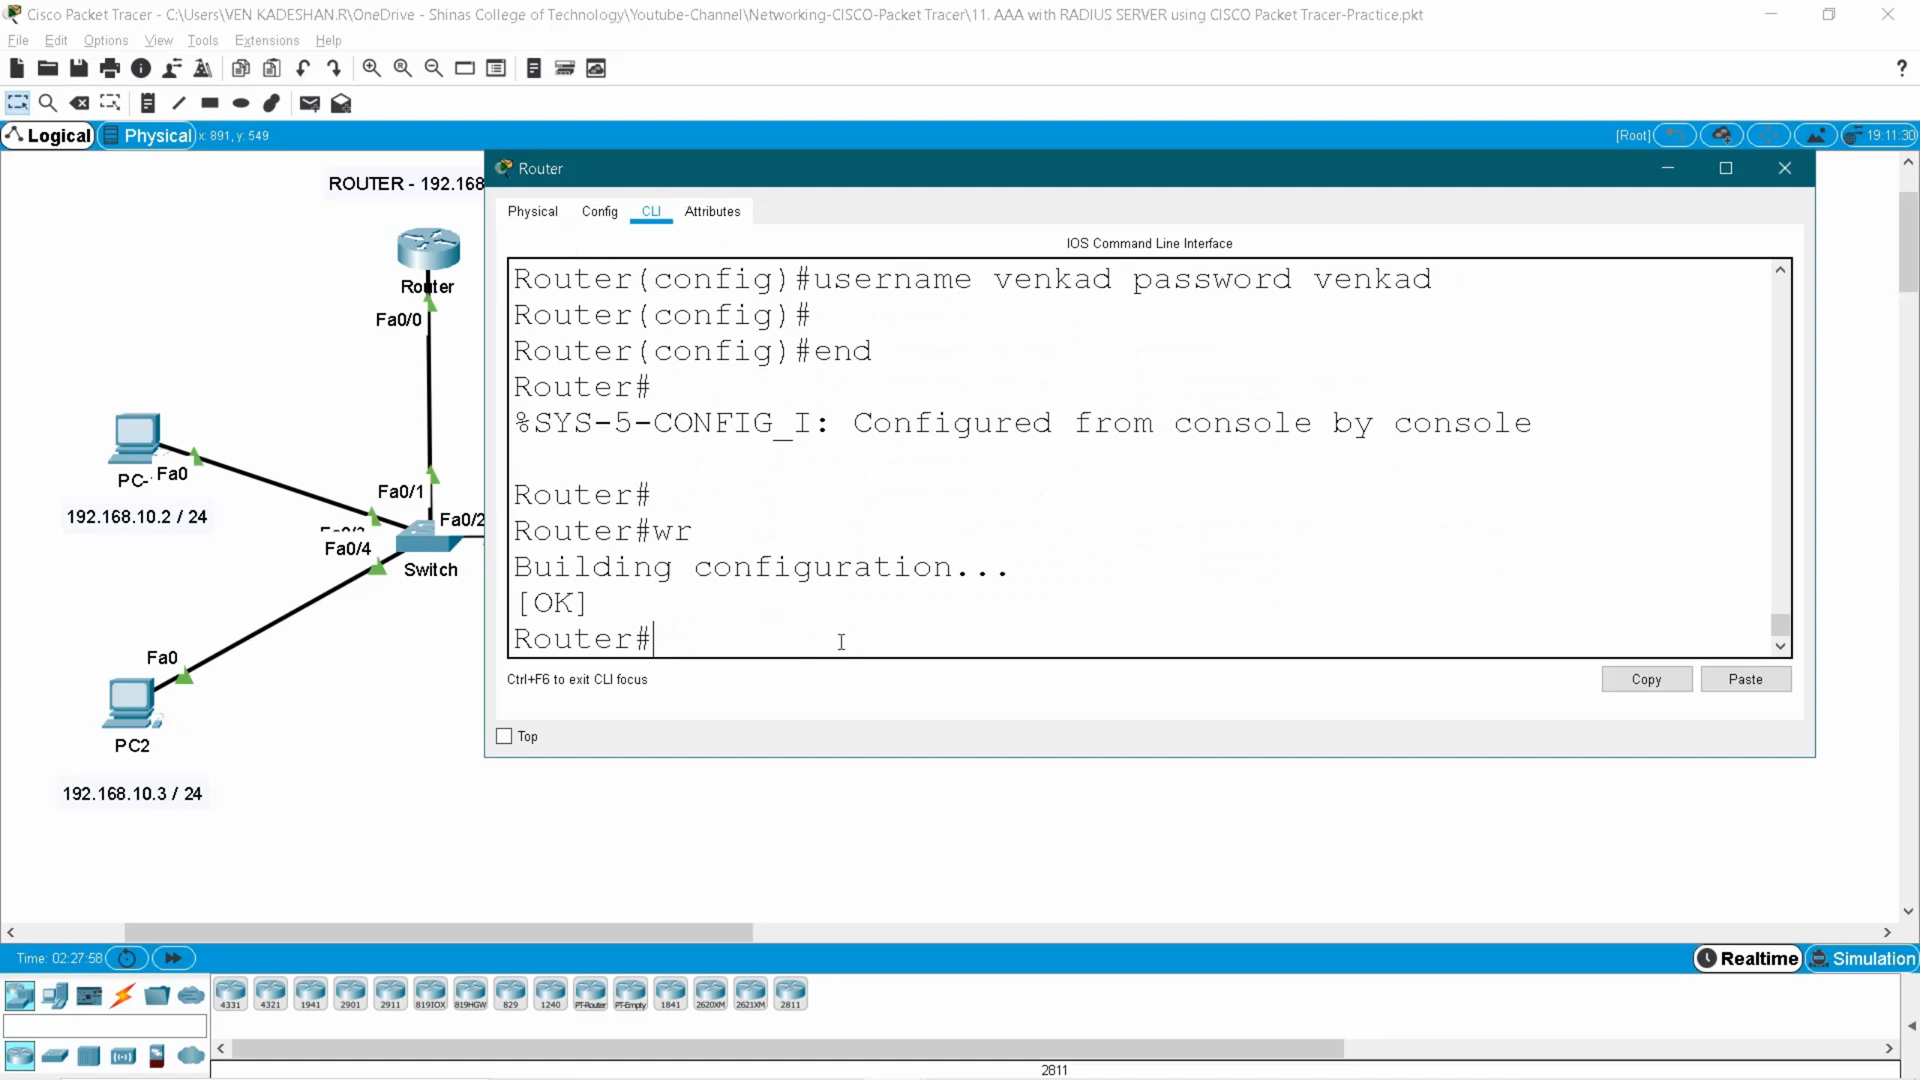 Cisco Packet Tracer - C:\Users\VEN KADESHAN.R\OneDrive - Shinas College of Technology\Youtube-Channel\Networking-CISCO-Packet Tracer\11. AAA with RADIUS SERVER using CISCO Packet Tracer-Practice.pkt
File Edit Options View Tools Extensions Help
?
Logical Physical x: 891, y: 549 [Root] 19:11:30
ROUTER - 192.168
Router
Fa0/0
PC- Fa0
192.168.10.2 / 24
Fa0/1
Fa0/2
Fa0/4
Switch
Fa0
PC2
192.168.10.3 / 24
Router
Physical Config CLI Attributes
IOS Command Line Interface
Router(config)#username venkad password venkad
Router(config)#
Router(config)#end
Router#
%SYS-5-CONFIG_I: Configured from console by console
Router#
Router#wr
Building configuration...
[OK]
Router#
Ctrl+F6 to exit CLI focus
Copy Paste
Top
Time: 02:27:58 Realtime Simulation
4331 4321 1941 2901 2911 819IOX 819HGW 829 1240 PT-Router PT-Empty 1841 2620XM 2621XM 2811
2811